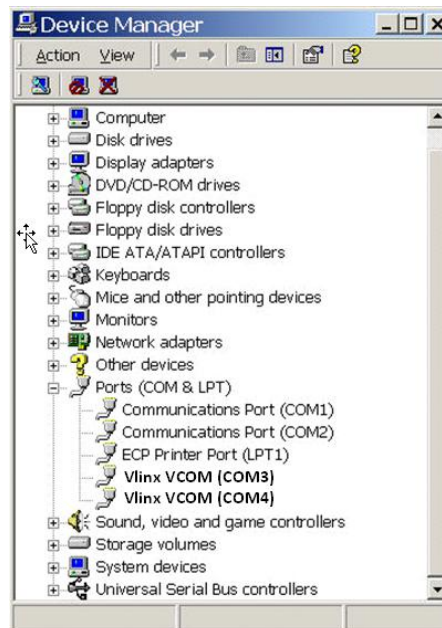 Device Manager
Action View
Computer
Disk drives
Display adapters
DVD/CD-ROM drives
Floppy disk controllers
Floppy disk drives
IDE ATA/ATAPI controllers
Keyboards
Mice and other pointing devices
Monitors
Network adapters
Other devices
Ports (COM & LPT)
Communications Port (COM1)
Communications Port (COM2)
ECP Printer Port (LPT1)
Vlinx VCOM (COM3)
Vlinx VCOM (COM4)
Sound, video and game controllers
Storage volumes
System devices
Universal Serial Bus controllers